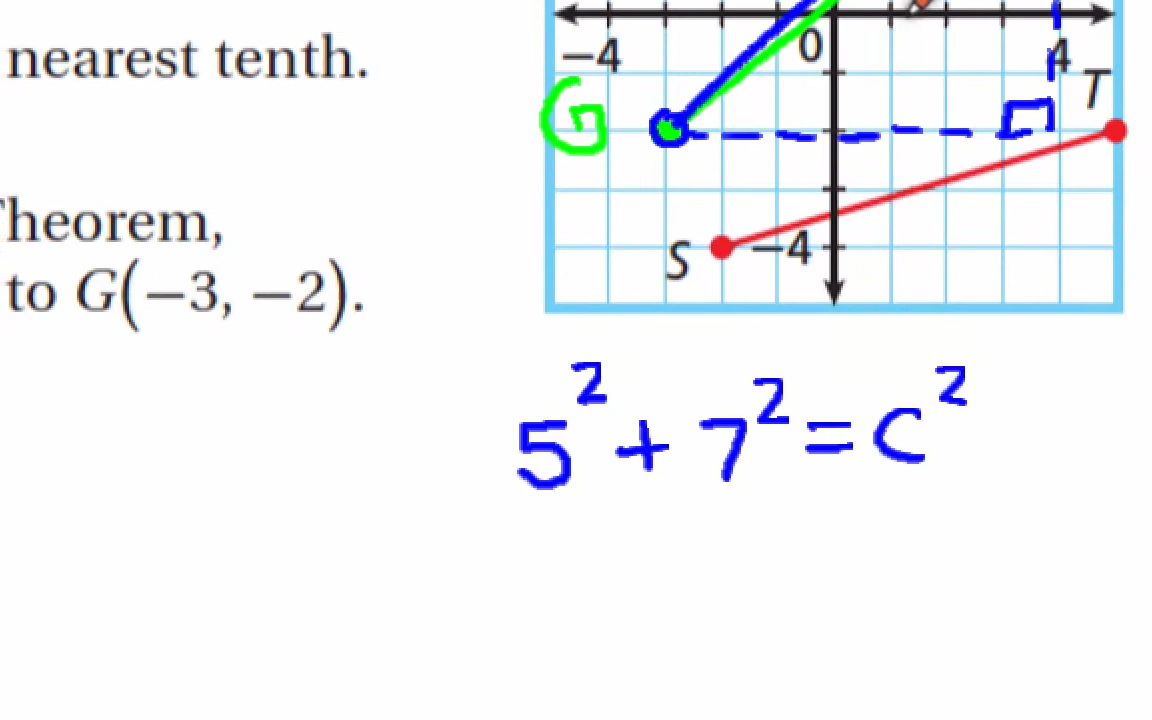 nearest tenth.
Theorem,
to G(−3, −2).
−4 0 4
G
T
S −4
5² + 7² = c²